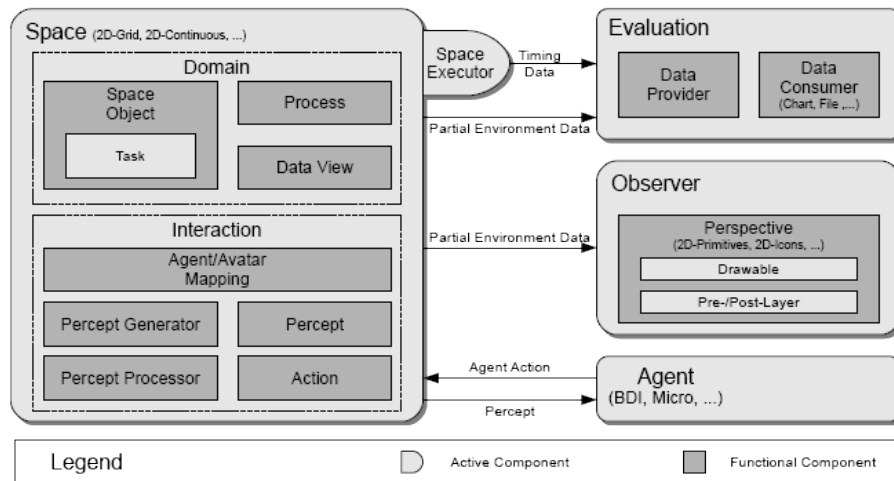 Space (2D-Grid, 2D-Continuous, ...)
Domain
Space
Object
Task
Process
Data View
Interaction
Agent/Avatar
Mapping
Percept Generator
Percept
Percept Processor
Action
Space
Executor
Timing
Data
Partial Environment Data
Partial Environment Data
Agent Action
Percept
Evaluation
Data
Provider
Data
Consumer
(Chart, File ,...)
Observer
Perspective
(2D-Primitives, 2D-Icons, ...)
Drawable
Pre-/Post-Layer
Agent
(BDI, Micro, ...)
Legend
Active Component
Functional Component